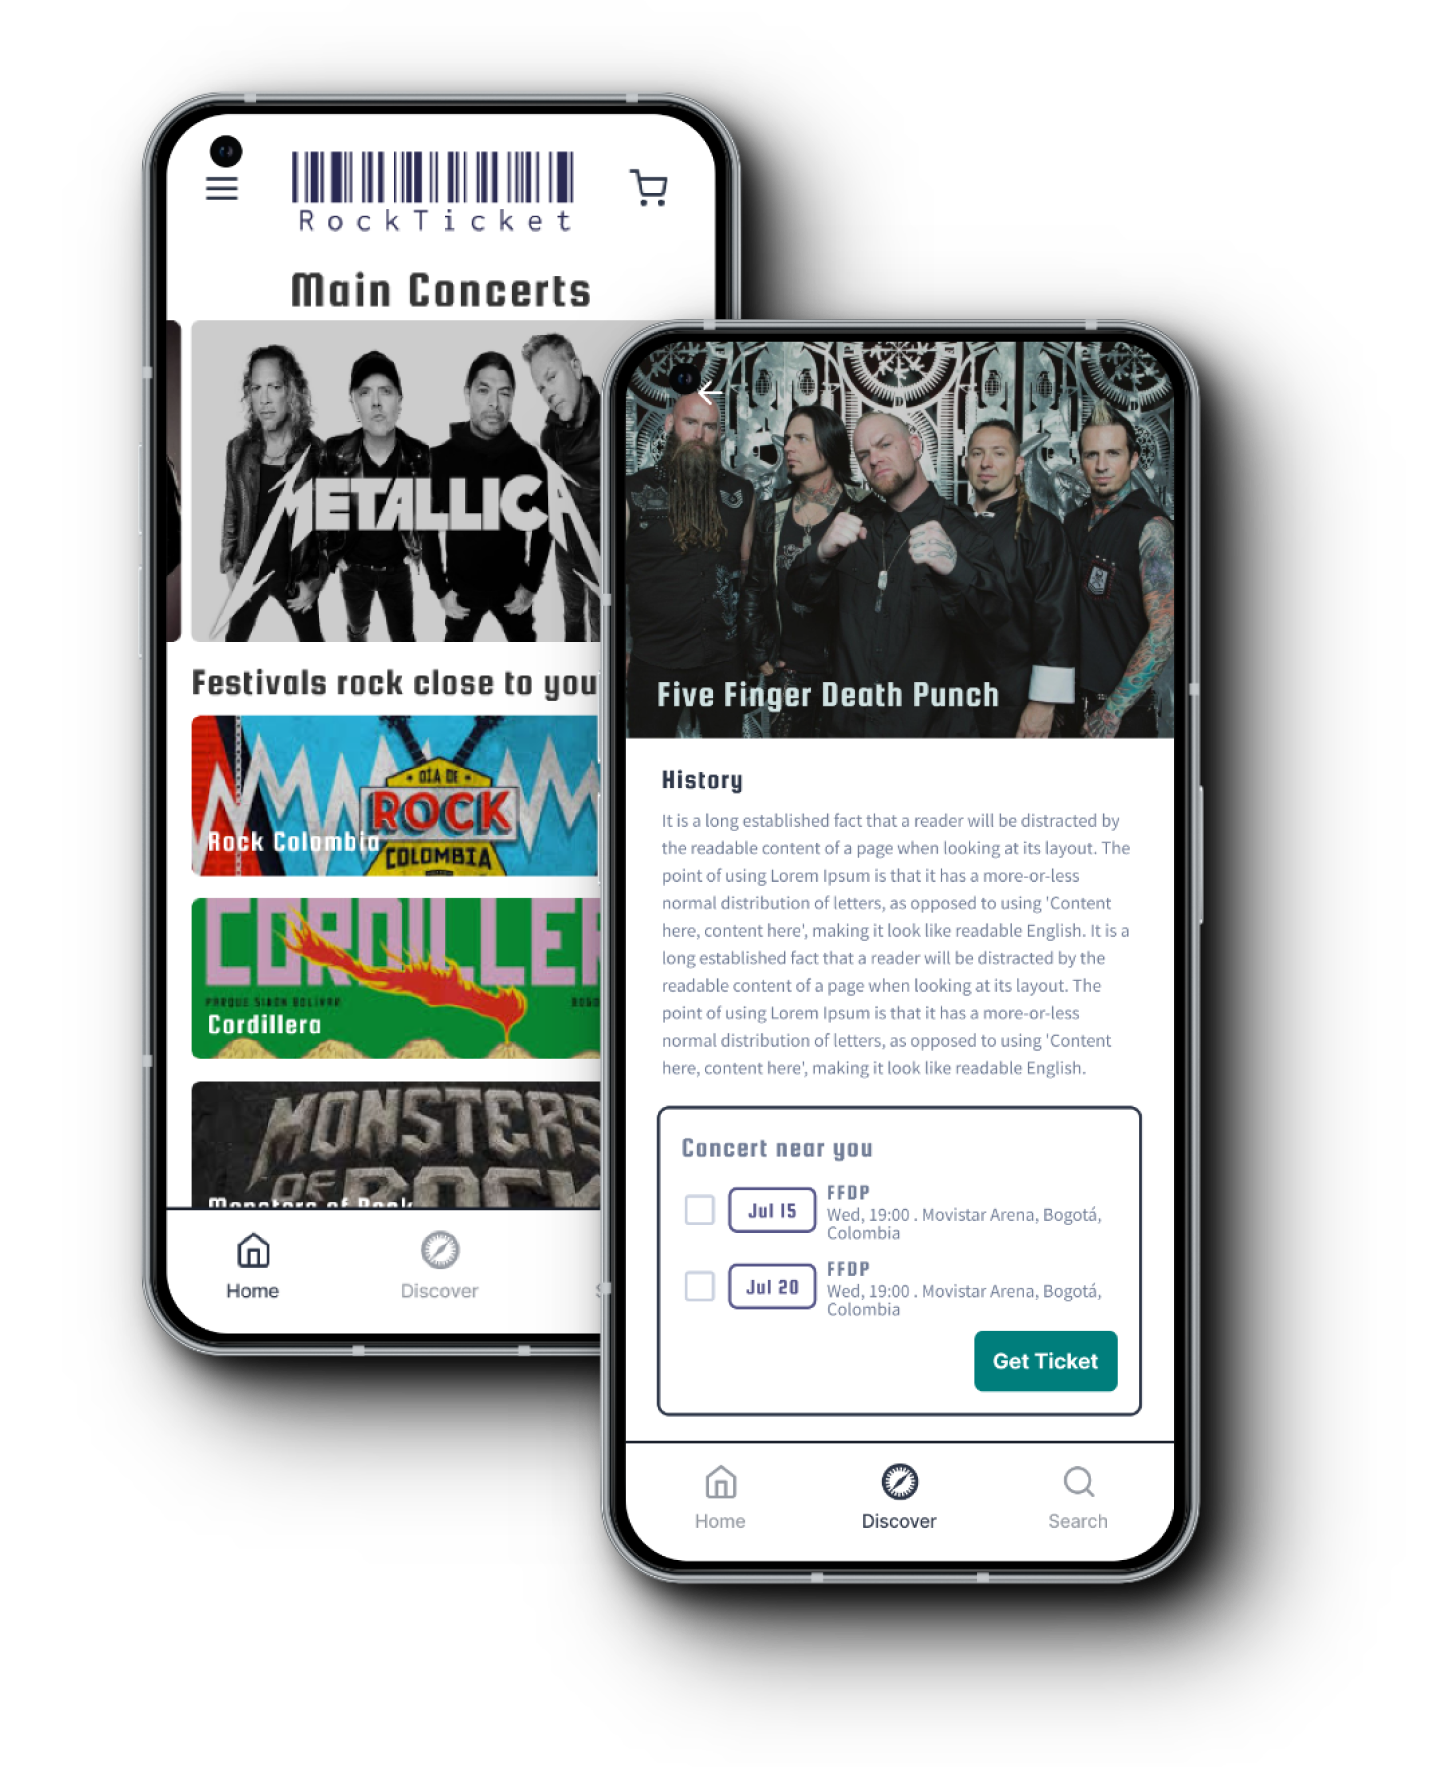 RockTicket
Main Concerts
METALLICA
Festivals rock close to you
DÍA DE
ROCK
COLOMBIA
Rock Colombia
CORDILLER
PARQUE SIMÓN BOLÍVAR
BOGO
Cordillera
MONSTERS
OF ROCK
Monsters of Rock
Home
Discover
S
Five Finger Death Punch
History
It is a long established fact that a reader will be distracted by
the readable content of a page when looking at its layout. The
point of using Lorem Ipsum is that it has a more-or-less
normal distribution of letters, as opposed to using 'Content
here, content here', making it look like readable English. It is a
long established fact that a reader will be distracted by the
readable content of a page when looking at its layout. The
point of using Lorem Ipsum is that it has a more-or-less
normal distribution of letters, as opposed to using 'Content
here, content here', making it look like readable English.
Concert near you
Jul 15
FFDP
Wed, 19:00 . Movistar Arena, Bogotá,
Colombia
Jul 20
FFDP
Wed, 19:00 . Movistar Arena, Bogotá,
Colombia
Get Ticket
Home
Discover
Search